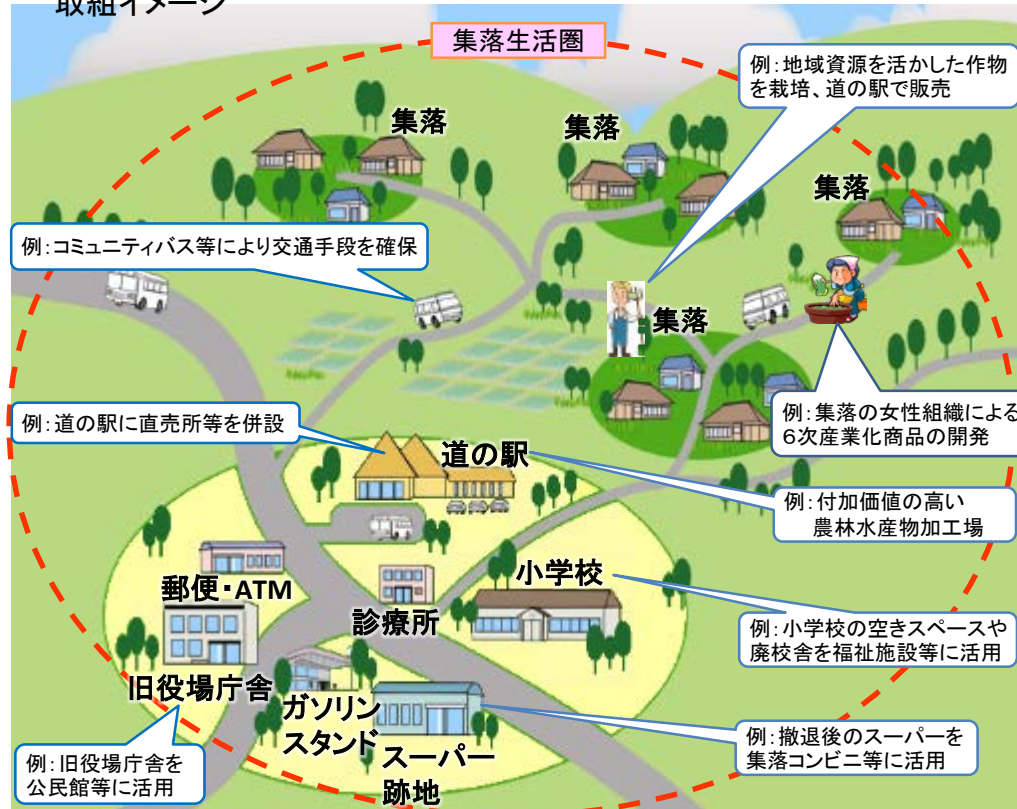 取組イメージ
集落生活圏
例：地域資源を活かした作物
を栽培、道の駅で販売
集落
集落
集落
例：コミュニティバス等により交通手段を確保
集落
例：道の駅に直売所等を併設
例：集落の女性組織による
６次産業化商品の開発
道の駅
例：付加価値の高い
農林水産物加工場
小学校
郵便・ATM
診療所
例：小学校の空きスペースや
廃校舎を福祉施設等に活用
旧役場庁舎
ガソリン
スタンド
スーパー
跡地
例：撤退後のスーパーを
集落コンビニ等に活用
例：旧役場庁舎を
公民館等に活用